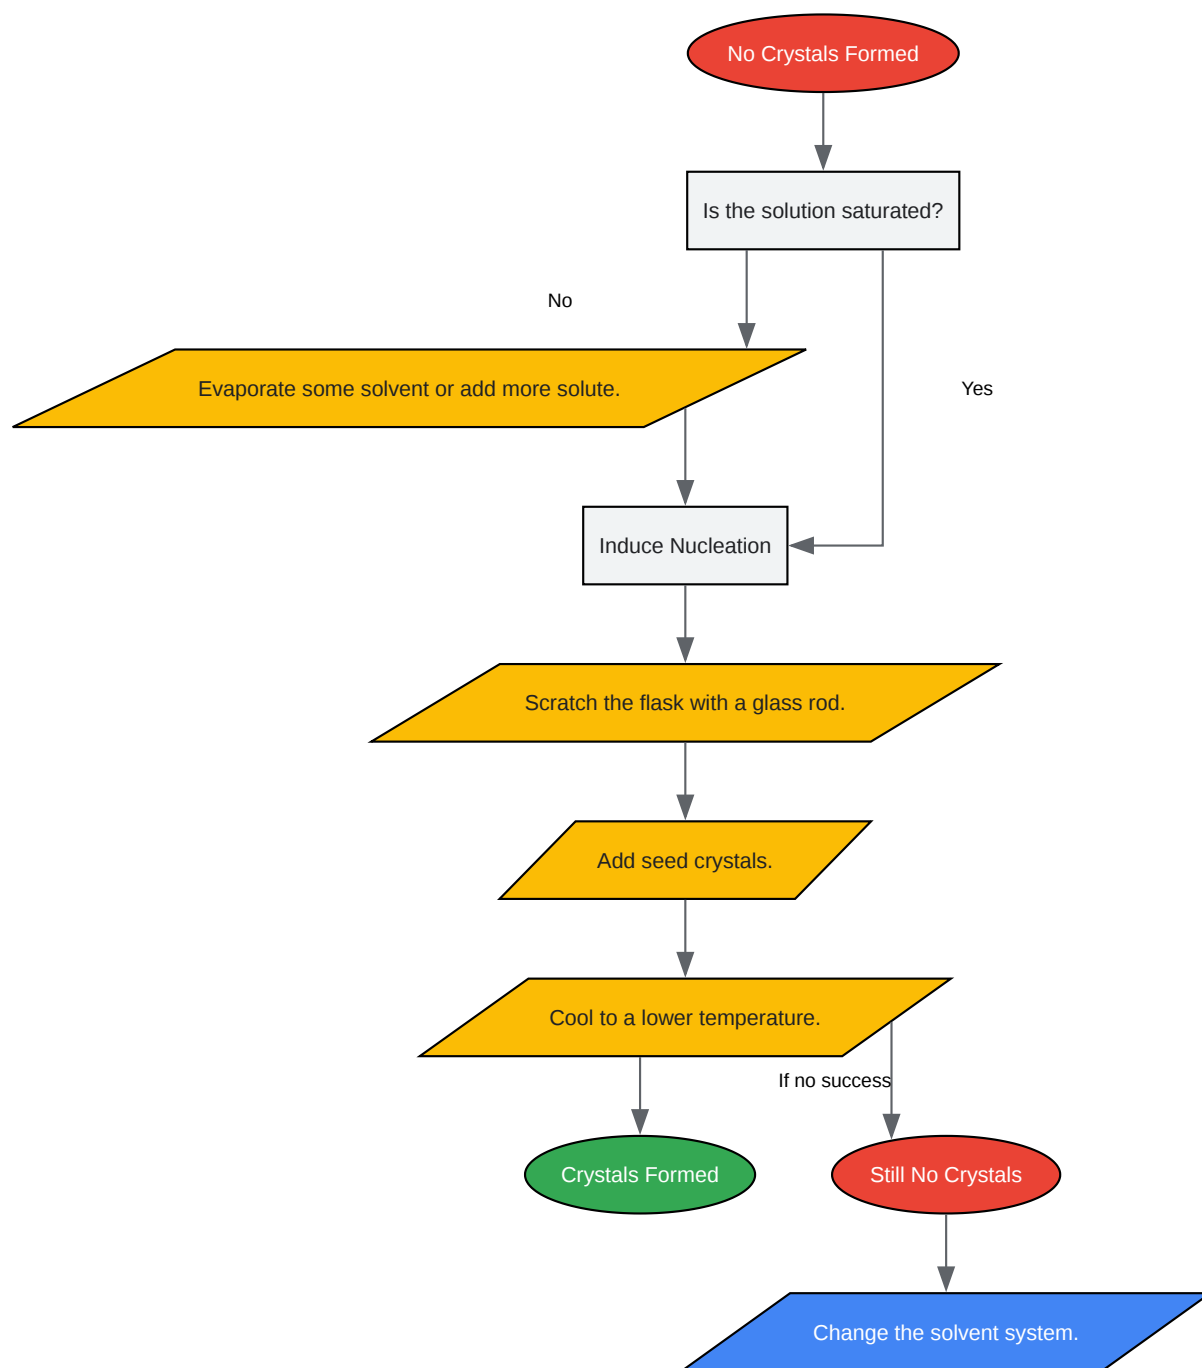 No Crystals Formed
Is the solution saturated?
No
Evaporate some solvent or add more solute.
Yes
Induce Nucleation
Scratch the flask with a glass rod.
Add seed crystals.
Cool to a lower temperature.
If no success
Crystals Formed
Still No Crystals
Change the solvent system.